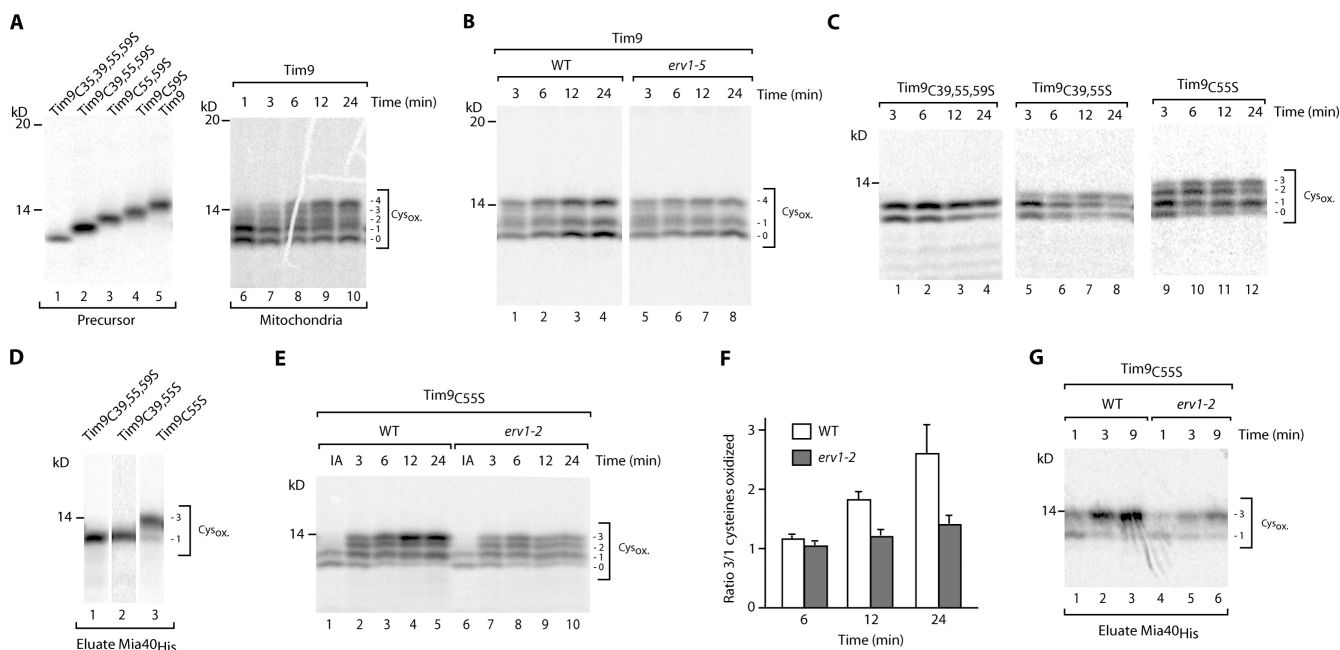 A
Tim9C35,39,55,59S
Tim9C39,55,59S
Tim9C55,59S
Tim9C59S
Tim9
kD
20
14
1 2 3 4 5
Precursor
Tim9
1 3 6 12 24 Time (min)
kD
20
14
- 4
- 3
- 2
- 1
- 0
Cysox.
6 7 8 9 10
Mitochondria
B
Tim9
WT erv1-5
3 6 12 24 3 6 12 24 Time (min)
kD
20
14
- 4
- 1
- 0
Cysox.
1 2 3 4 5 6 7 8
C
Tim9C39,55,59S Tim9C39,55S Tim9C55S
3 6 12 24 3 6 12 24 3 6 12 24 Time (min)
kD
14
- 3
- 2
- 1
- 0
Cysox.
1 2 3 4 5 6 7 8 9 10 11 12
D
Tim9C39,55,59S
Tim9C39,55S
Tim9C55S
kD
14
- 3
- 1
Cysox.
1 2 3
Eluate Mia40His
E
Tim9C55S
WT erv1-2
IA 3 6 12 24 IA 3 6 12 24 Time (min)
kD
14
- 3
- 2
- 1
- 0
Cysox.
1 2 3 4 5 6 7 8 9 10
F
Ratio 3/1 cysteines oxidized
3
2
1
0
WT
erv1-2
6 12 24
Time (min)
G
Tim9C55S
WT erv1-2
1 3 9 1 3 9 Time (min)
kD
14
- 3
- 1
Cysox.
1 2 3 4 5 6
Eluate Mia40His